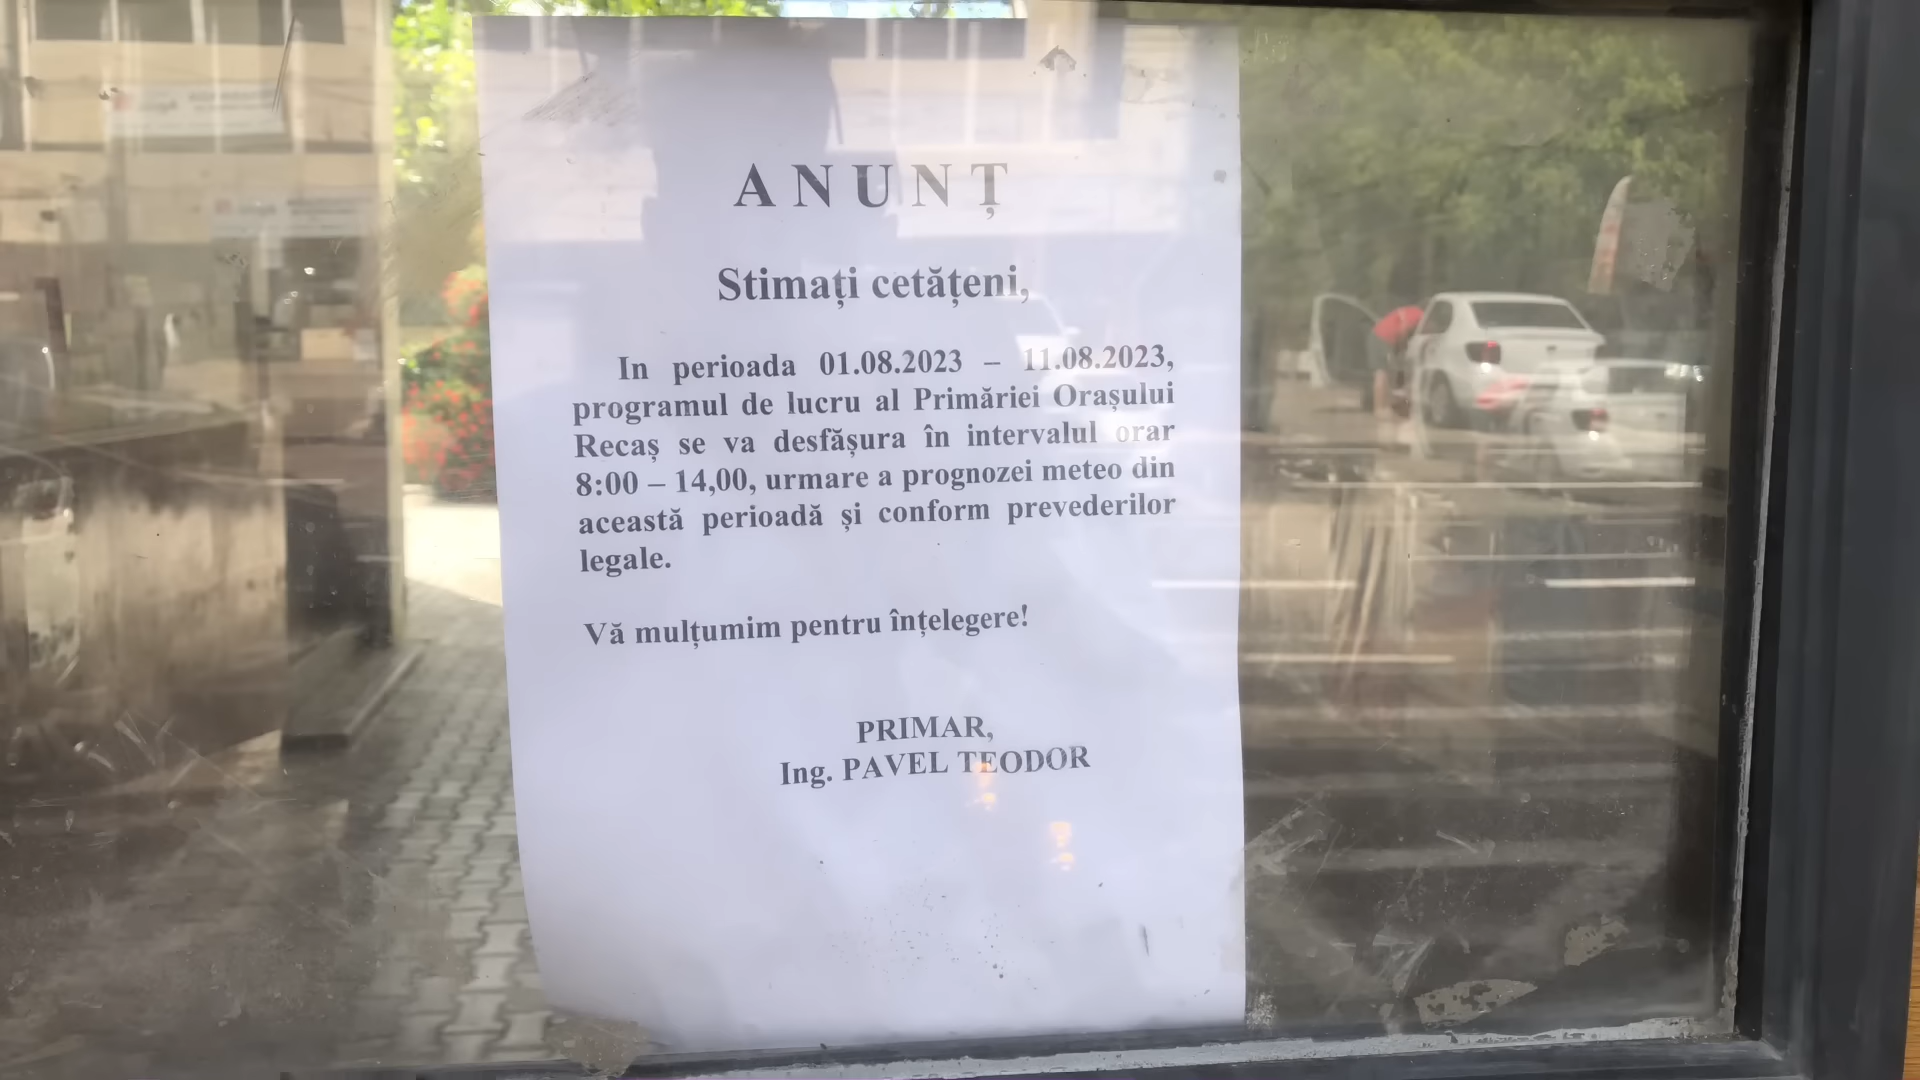 ANUNȚ
Stimați cetățeni,
In perioada 01.08.2023 – 11.08.2023,
programul de lucru al Primăriei Orașului
Recaș se va desfășura în intervalul orar
8:00 – 14,00, urmare a prognozei meteo din
această perioadă și conform prevederilor
legale.
Vă mulțumim pentru înțelegere!
PRIMAR,
Ing. PAVEL TEODOR